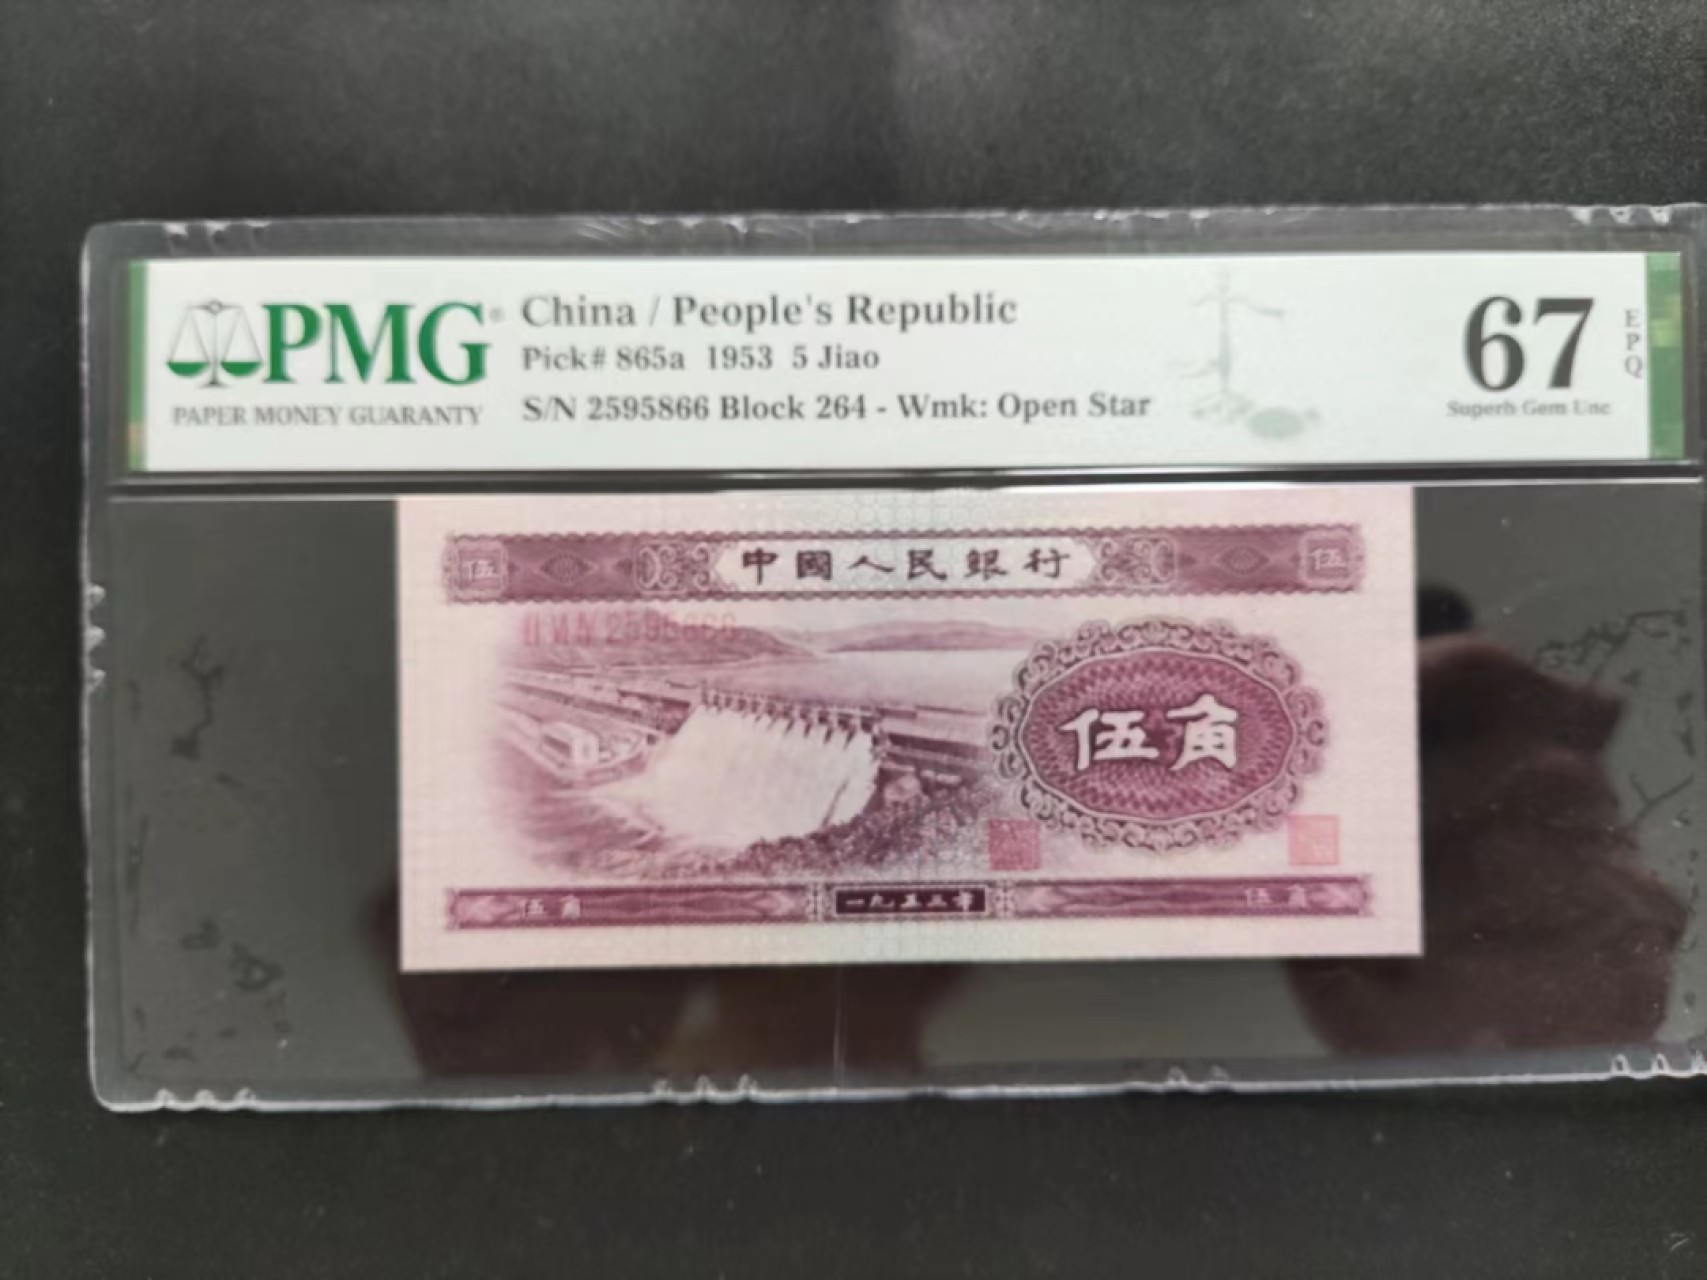 PMG®
PAPER MONEY GUARANTY
China / People's Republic
Pick# 865a 1953 5 Jiao
S/N 2595866 Block 264 - Wmk: Open Star
67
EPQ
Superb Gem Unc
伍
中國人民銀行
伍
2595866
伍角
伍角
一九五三年
伍角